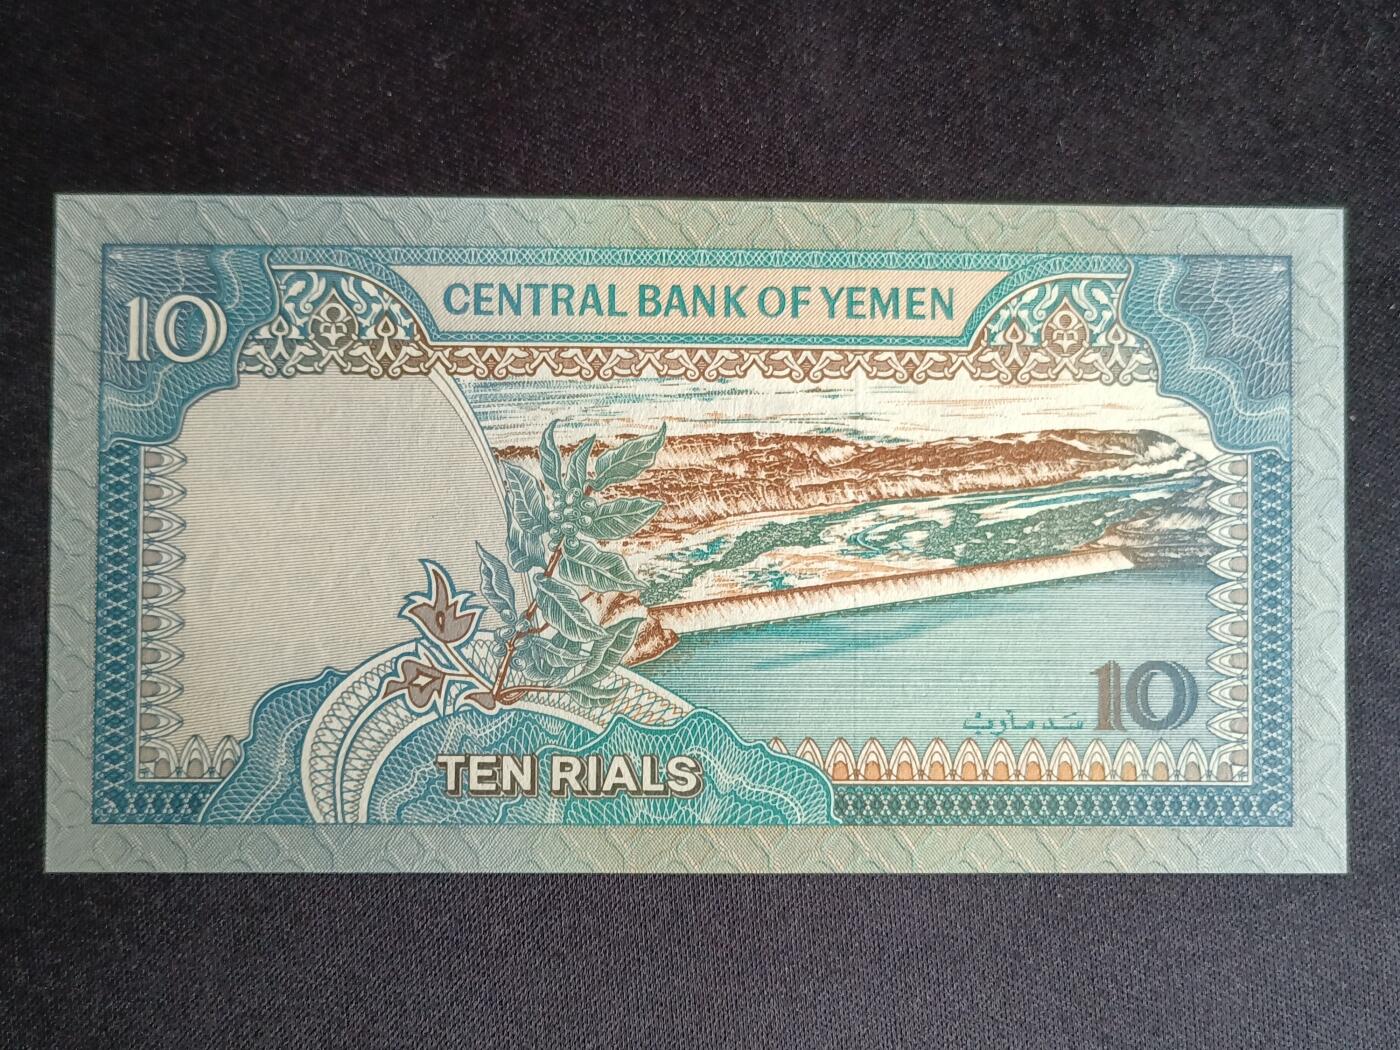 CENTRAL BANK OF YEMEN
10
سد مأرب
10
TEN RIALS